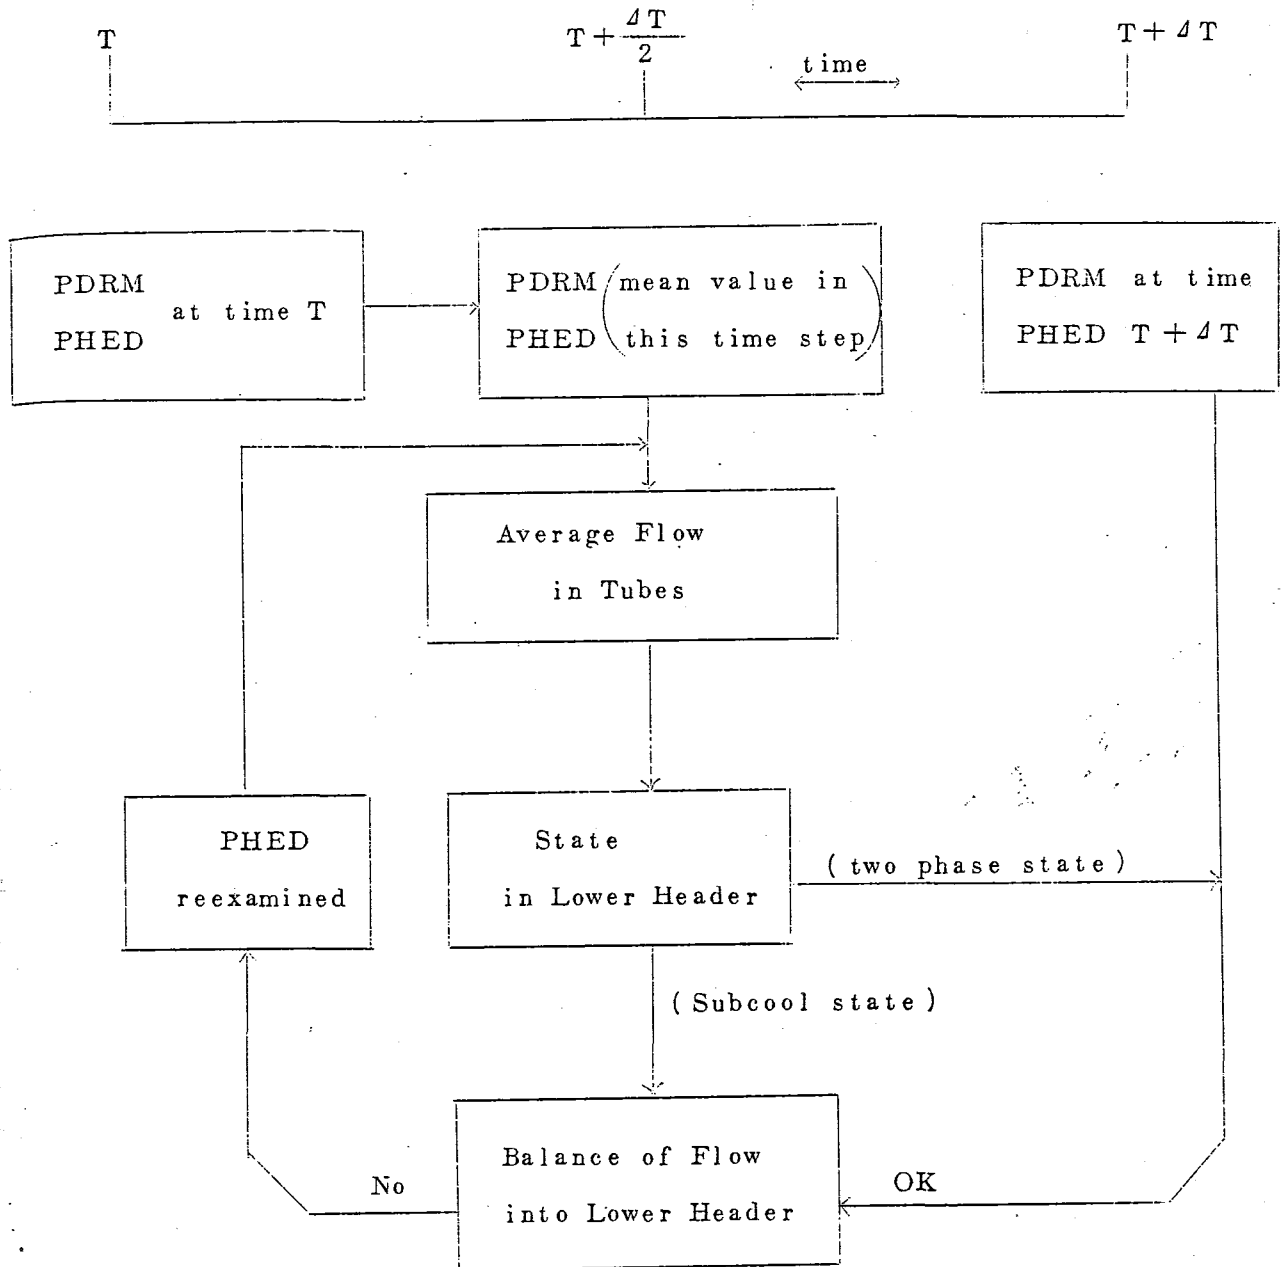 T
T + ΔT/2
T + ΔT
time
PDRM
PHED
at time T
PDRM (mean value in
PHED this time step)
PDRM at time
PHED T + ΔT
Average Flow
in Tubes
PHED
reexamined
State
in Lower Header
(two phase state)
(Subcool state)
Balance of Flow
into Lower Header
No
OK